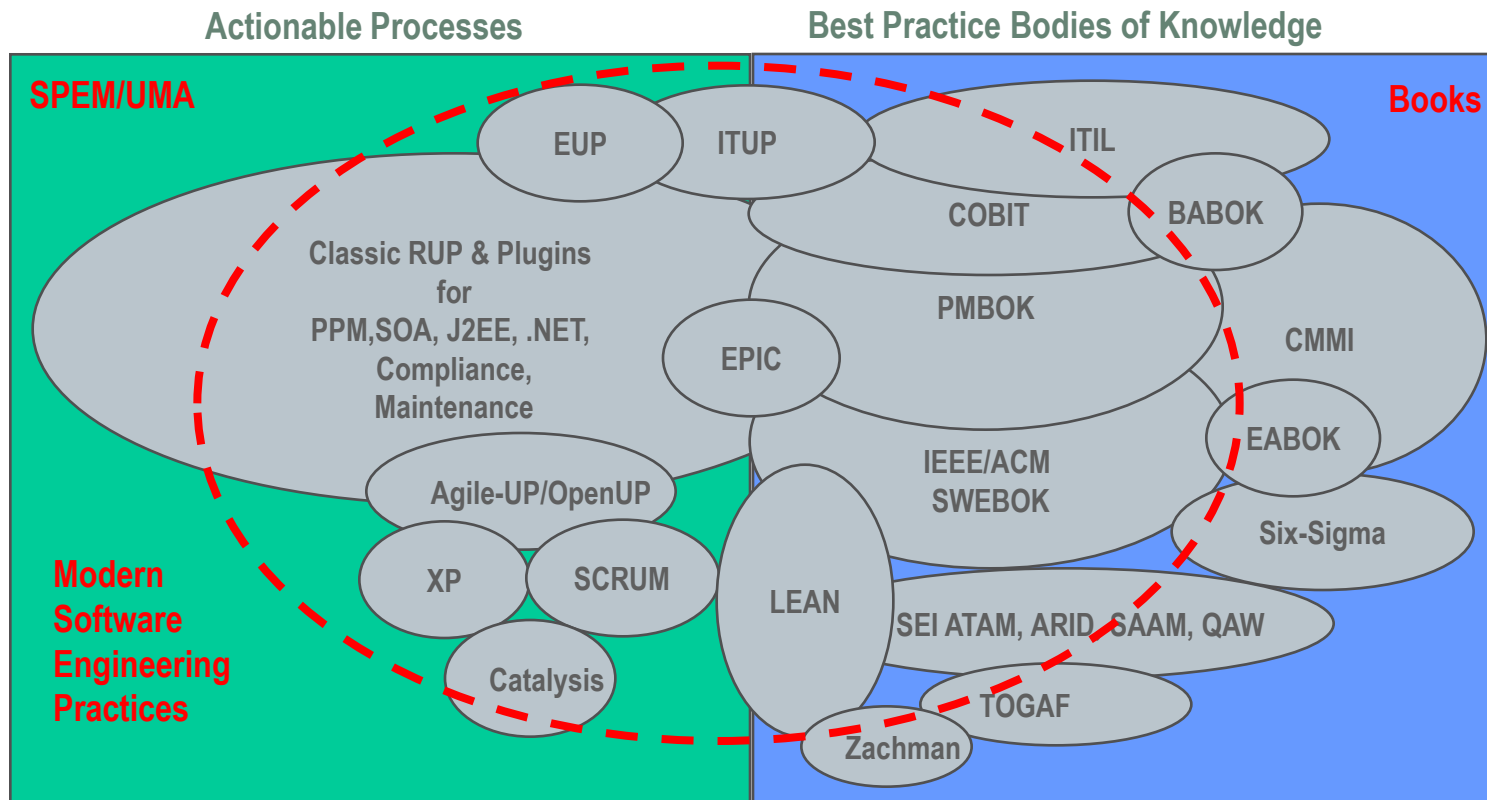 Actionable Processes
Best Practice Bodies of Knowledge
SPEM/UMA
Books
EUP
ITUP
ITIL
COBIT
BABOK
Classic RUP & Plugins
for
PPM,SOA, J2EE, .NET,
Compliance,
Maintenance
EPIC
PMBOK
CMMI
Agile-UP/OpenUP
IEEE/ACM
SWEBOK
EABOK
Six-Sigma
XP
SCRUM
LEAN
SEI ATAM, ARID, SAAM, QAW
Catalysis
TOGAF
Zachman
Modern
Software
Engineering
Practices